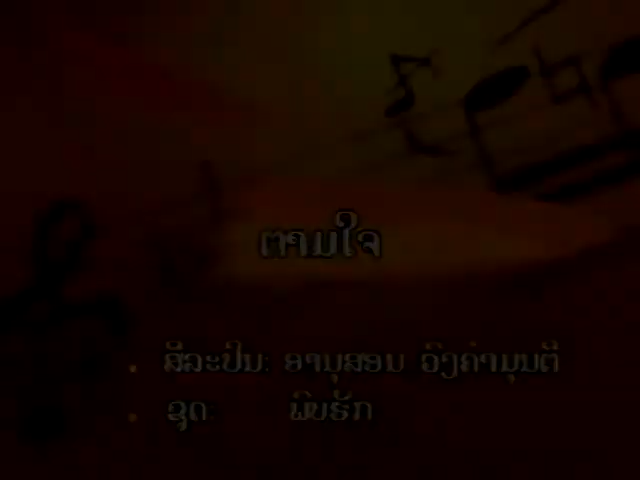 ຕາມໃຈ
ສິລະປິນ: ອານຸສອນ ວົງຄຳມຸນຕີ
ຊຸດ: ພົບຮັກ